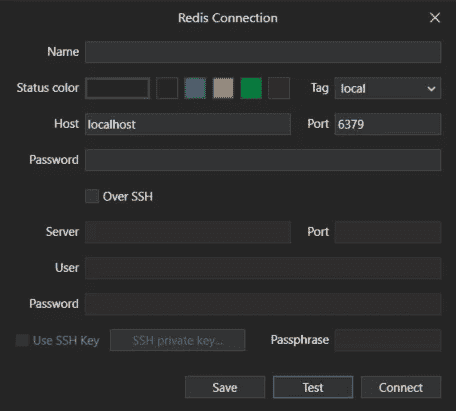 Redis Connection
Name
Status color Tag local
Host localhost Port 6379
Password
Over SSH
Server Port
User
Password
Use SSH Key SSH private key... Passphrase
Save Test Connect